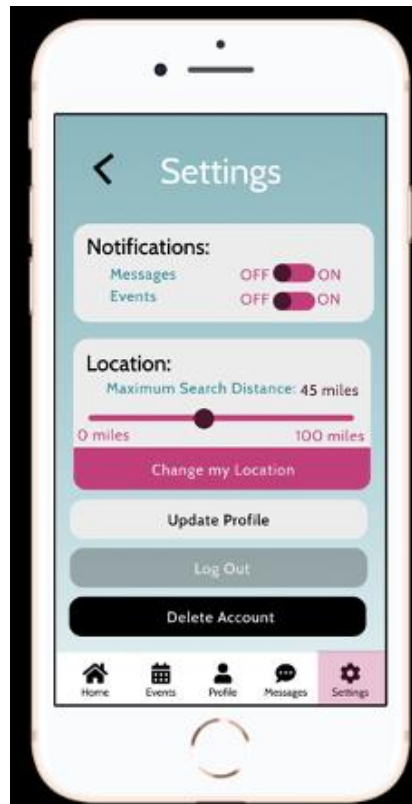 Settings
Notifications:
Messages OFF ON
Events OFF ON
Location:
Maximum Search Distance: 45 miles
0 miles 100 miles
Change my Location
Update Profile
Log Out
Delete Account
Home Events Profile Messages Settings